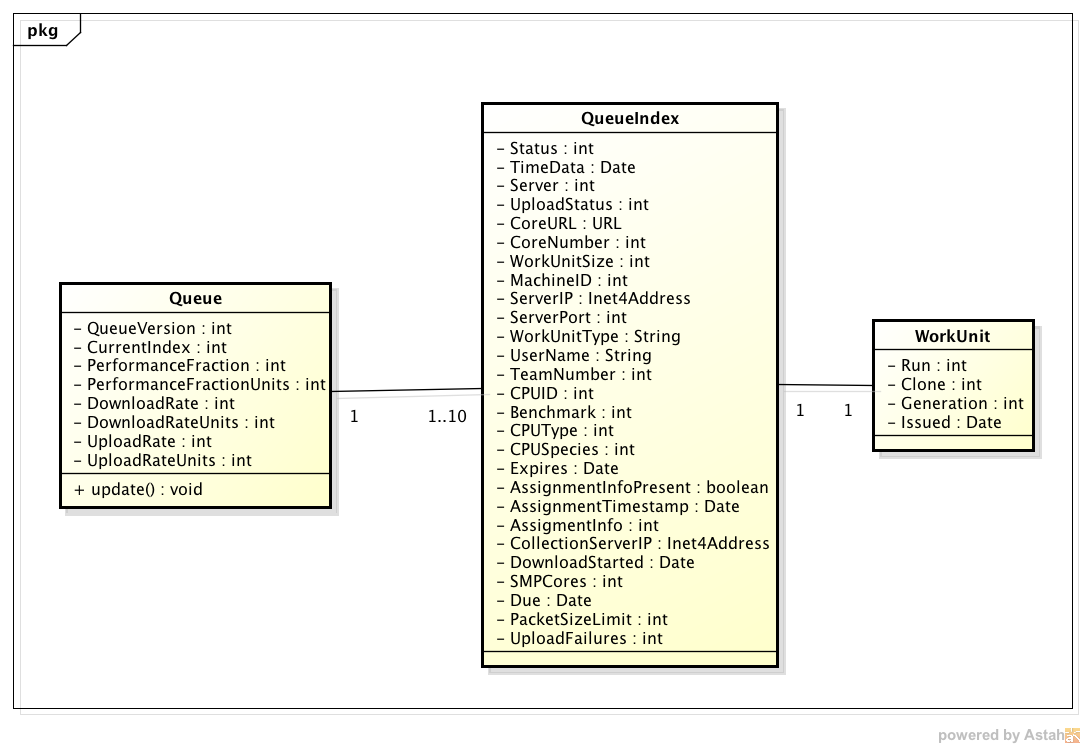 pkg
QueueIndex
- Status : int
- TimeData : Date
- Server : int
- UploadStatus : int
- CoreURL : URL
- CoreNumber : int
- WorkUnitSize : int
- MachineID : int
- ServerIP : Inet4Address
- ServerPort : int
- WorkUnitType : String
- UserName : String
- TeamNumber : int
- CPUID : int
- Benchmark : int
- CPUType : int
- CPUSpecies : int
- Expires : Date
- AssignmentInfoPresent : boolean
- AssignmentTimestamp : Date
- AssigmentInfo : int
- CollectionServerIP : Inet4Address
- DownloadStarted : Date
- SMPCores : int
- Due : Date
- PacketSizeLimit : int
- UploadFailures : int
Queue
- QueueVersion : int
- CurrentIndex : int
- PerformanceFraction : int
- PerformanceFractionUnits : int
- DownloadRate : int
- DownloadRateUnits : int
- UploadRate : int
- UploadRateUnits : int
+ update() : void
1
1..10
1
1
WorkUnit
- Run : int
- Clone : int
- Generation : int
- Issued : Date
powered by Astah